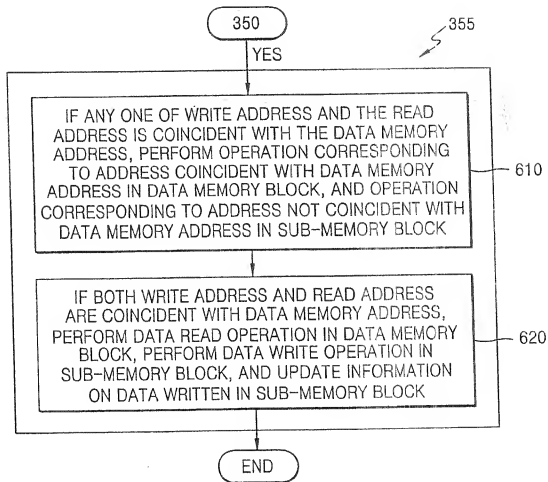 350
355
YES
IF ANY ONE OF WRITE ADDRESS AND THE READ
ADDRESS IS COINCIDENT WITH THE DATA MEMORY
ADDRESS, PERFORM OPERATION CORRESPONDING
TO ADDRESS COINCIDENT WITH DATA MEMORY
ADDRESS IN DATA MEMORY BLOCK, AND OPERATION
CORRESPONDING TO ADDRESS NOT COINCIDENT WITH
DATA MEMORY ADDRESS IN SUB-MEMORY BLOCK
610
IF BOTH WRITE ADDRESS AND READ ADDRESS
ARE COINCIDENT WITH DATA MEMORY ADDRESS,
PERFORM DATA READ OPERATION IN DATA MEMORY
BLOCK, PERFORM DATA WRITE OPERATION IN
SUB-MEMORY BLOCK, AND UPDATE INFORMATION
ON DATA WRITTEN IN SUB-MEMORY BLOCK
620
END